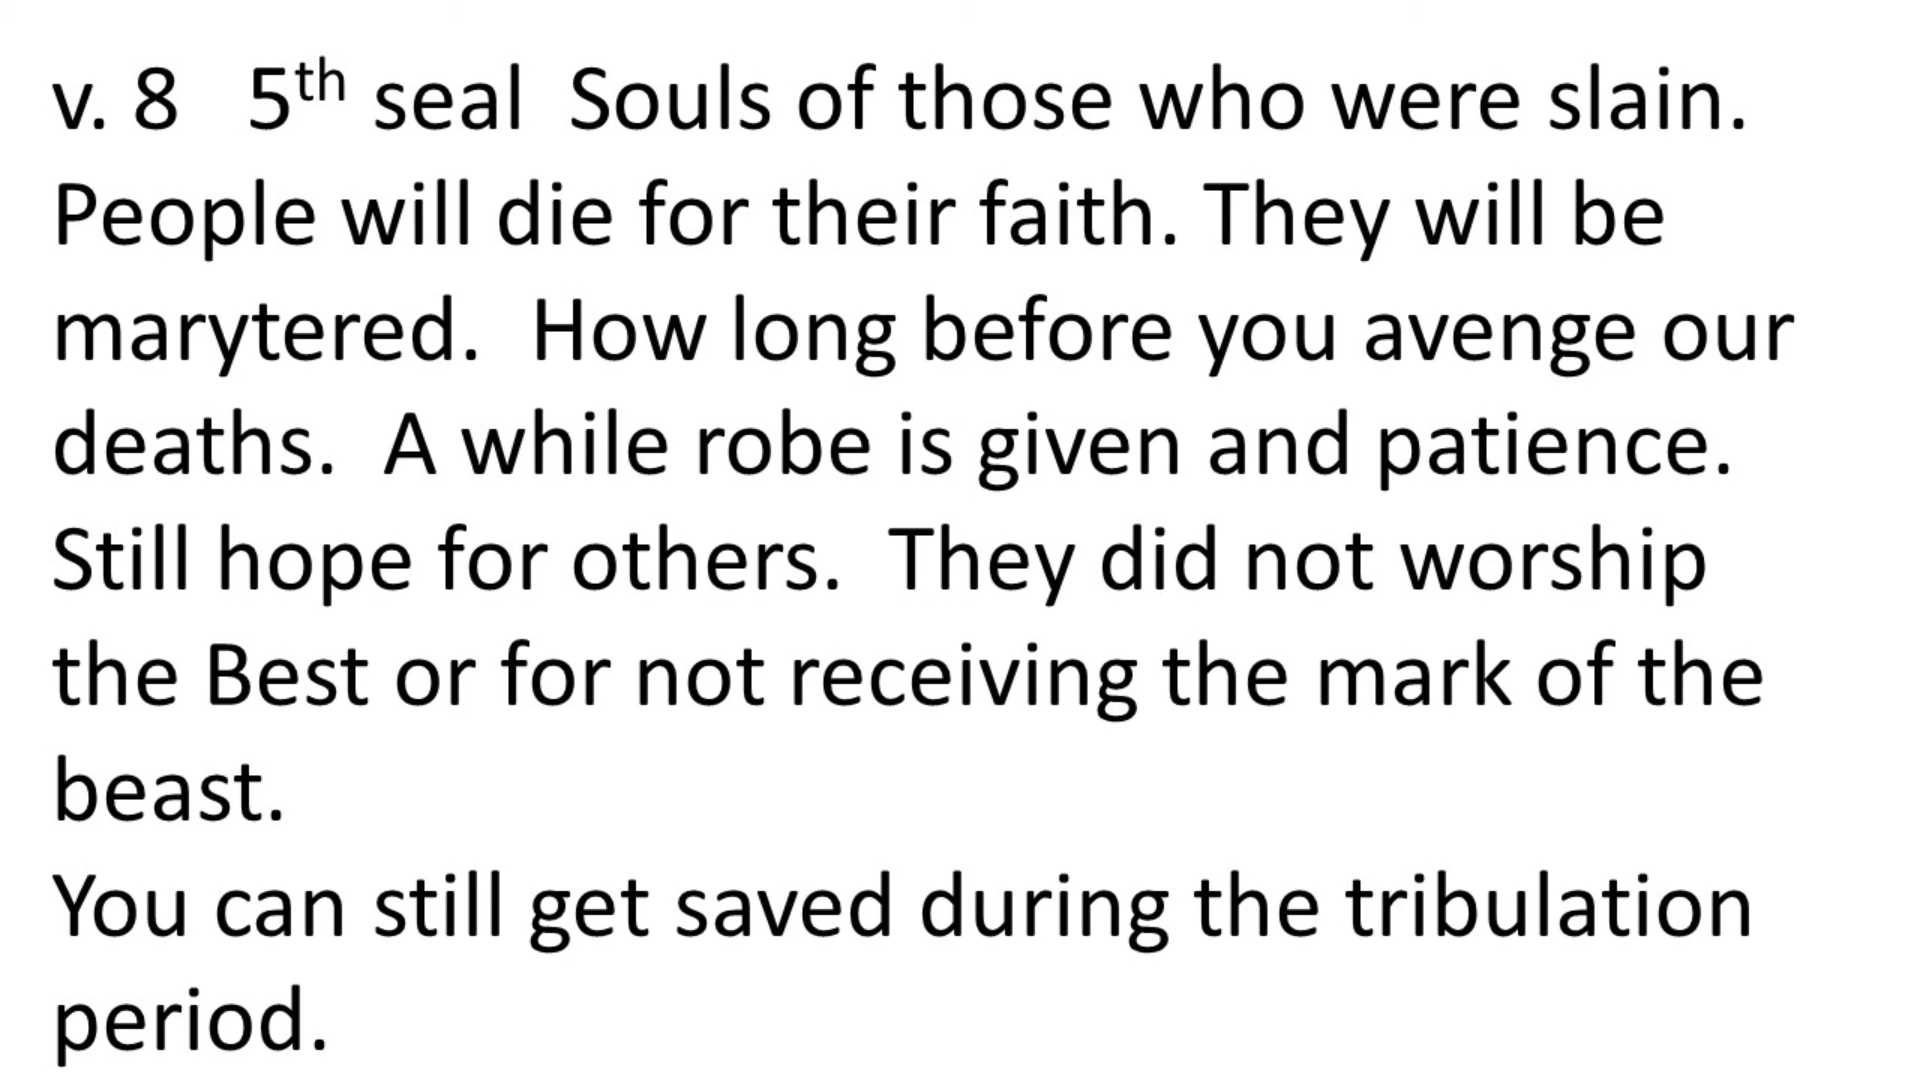 v. 8   5th seal  Souls of those who were slain.
People will die for their faith. They will be
marytered.  How long before you avenge our
deaths.  A while robe is given and patience.
Still hope for others.  They did not worship
the Best or for not receiving the mark of the
beast.
You can still get saved during the tribulation
period.